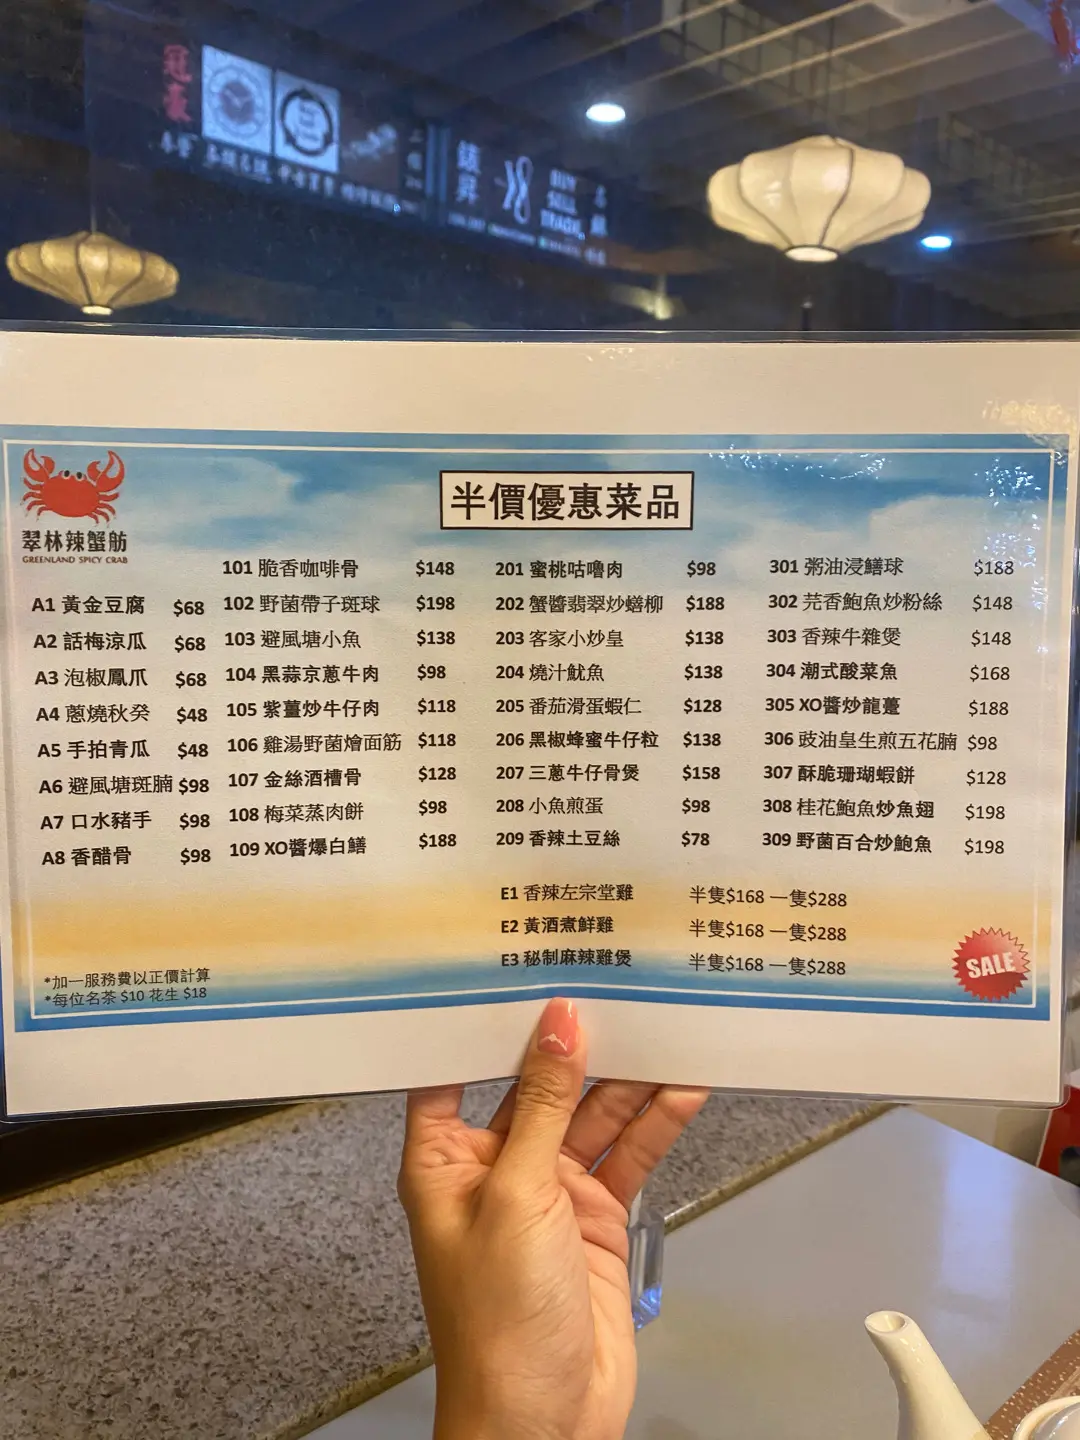 冠豪
鐘昇
BUY
SELL
TRADE
半價優惠菜品
翠林辣蟹舫
GREENLAND SPICY CRAB
A1 黃金豆腐 $68
A2 話梅涼瓜 $68
A3 泡椒鳳爪 $68
A4 蔥燒秋癸 $48
A5 手拍青瓜 $48
A6 避風塘斑腩 $98
A7 口水豬手 $98
A8 香醋骨 $98
101 脆香咖啡骨 $148
102 野菌帶子斑球 $198
103 避風塘小魚 $138
104 黑蒜京蔥牛肉 $98
105 紫薑炒牛仔肉 $118
106 雞湯野菌燴面筋 $118
107 金絲酒槽骨 $128
108 梅菜蒸肉餅 $98
109 XO醬爆白鱔 $188
201 蜜桃咕嚕肉 $98
202 蟹醬翡翠炒蟮柳 $188
203 客家小炒皇 $138
204 燒汁魷魚 $138
205 番茄滑蛋蝦仁 $128
206 黑椒蜂蜜牛仔粒 $138
207 三蔥牛仔骨煲 $158
208 小魚煎蛋 $98
209 香辣土豆絲 $78
301 粥油浸鱔球 $188
302 芫香鮑魚炒粉絲 $148
303 香辣牛雜煲 $148
304 潮式酸菜魚 $168
305 XO醬炒龍躉 $188
306 豉油皇生煎五花腩 $98
307 酥脆珊瑚蝦餅 $128
308 桂花鮑魚炒魚翅 $198
309 野菌百合炒鮑魚 $198
E1 香辣左宗堂雞 半隻$168 一隻$288
E2 黃酒煮鮮雞 半隻$168 一隻$288
E3 秘制麻辣雞煲 半隻$168 一隻$288
*加一服務費以正價計算
*每位名茶 $10 花生 $18
SALE